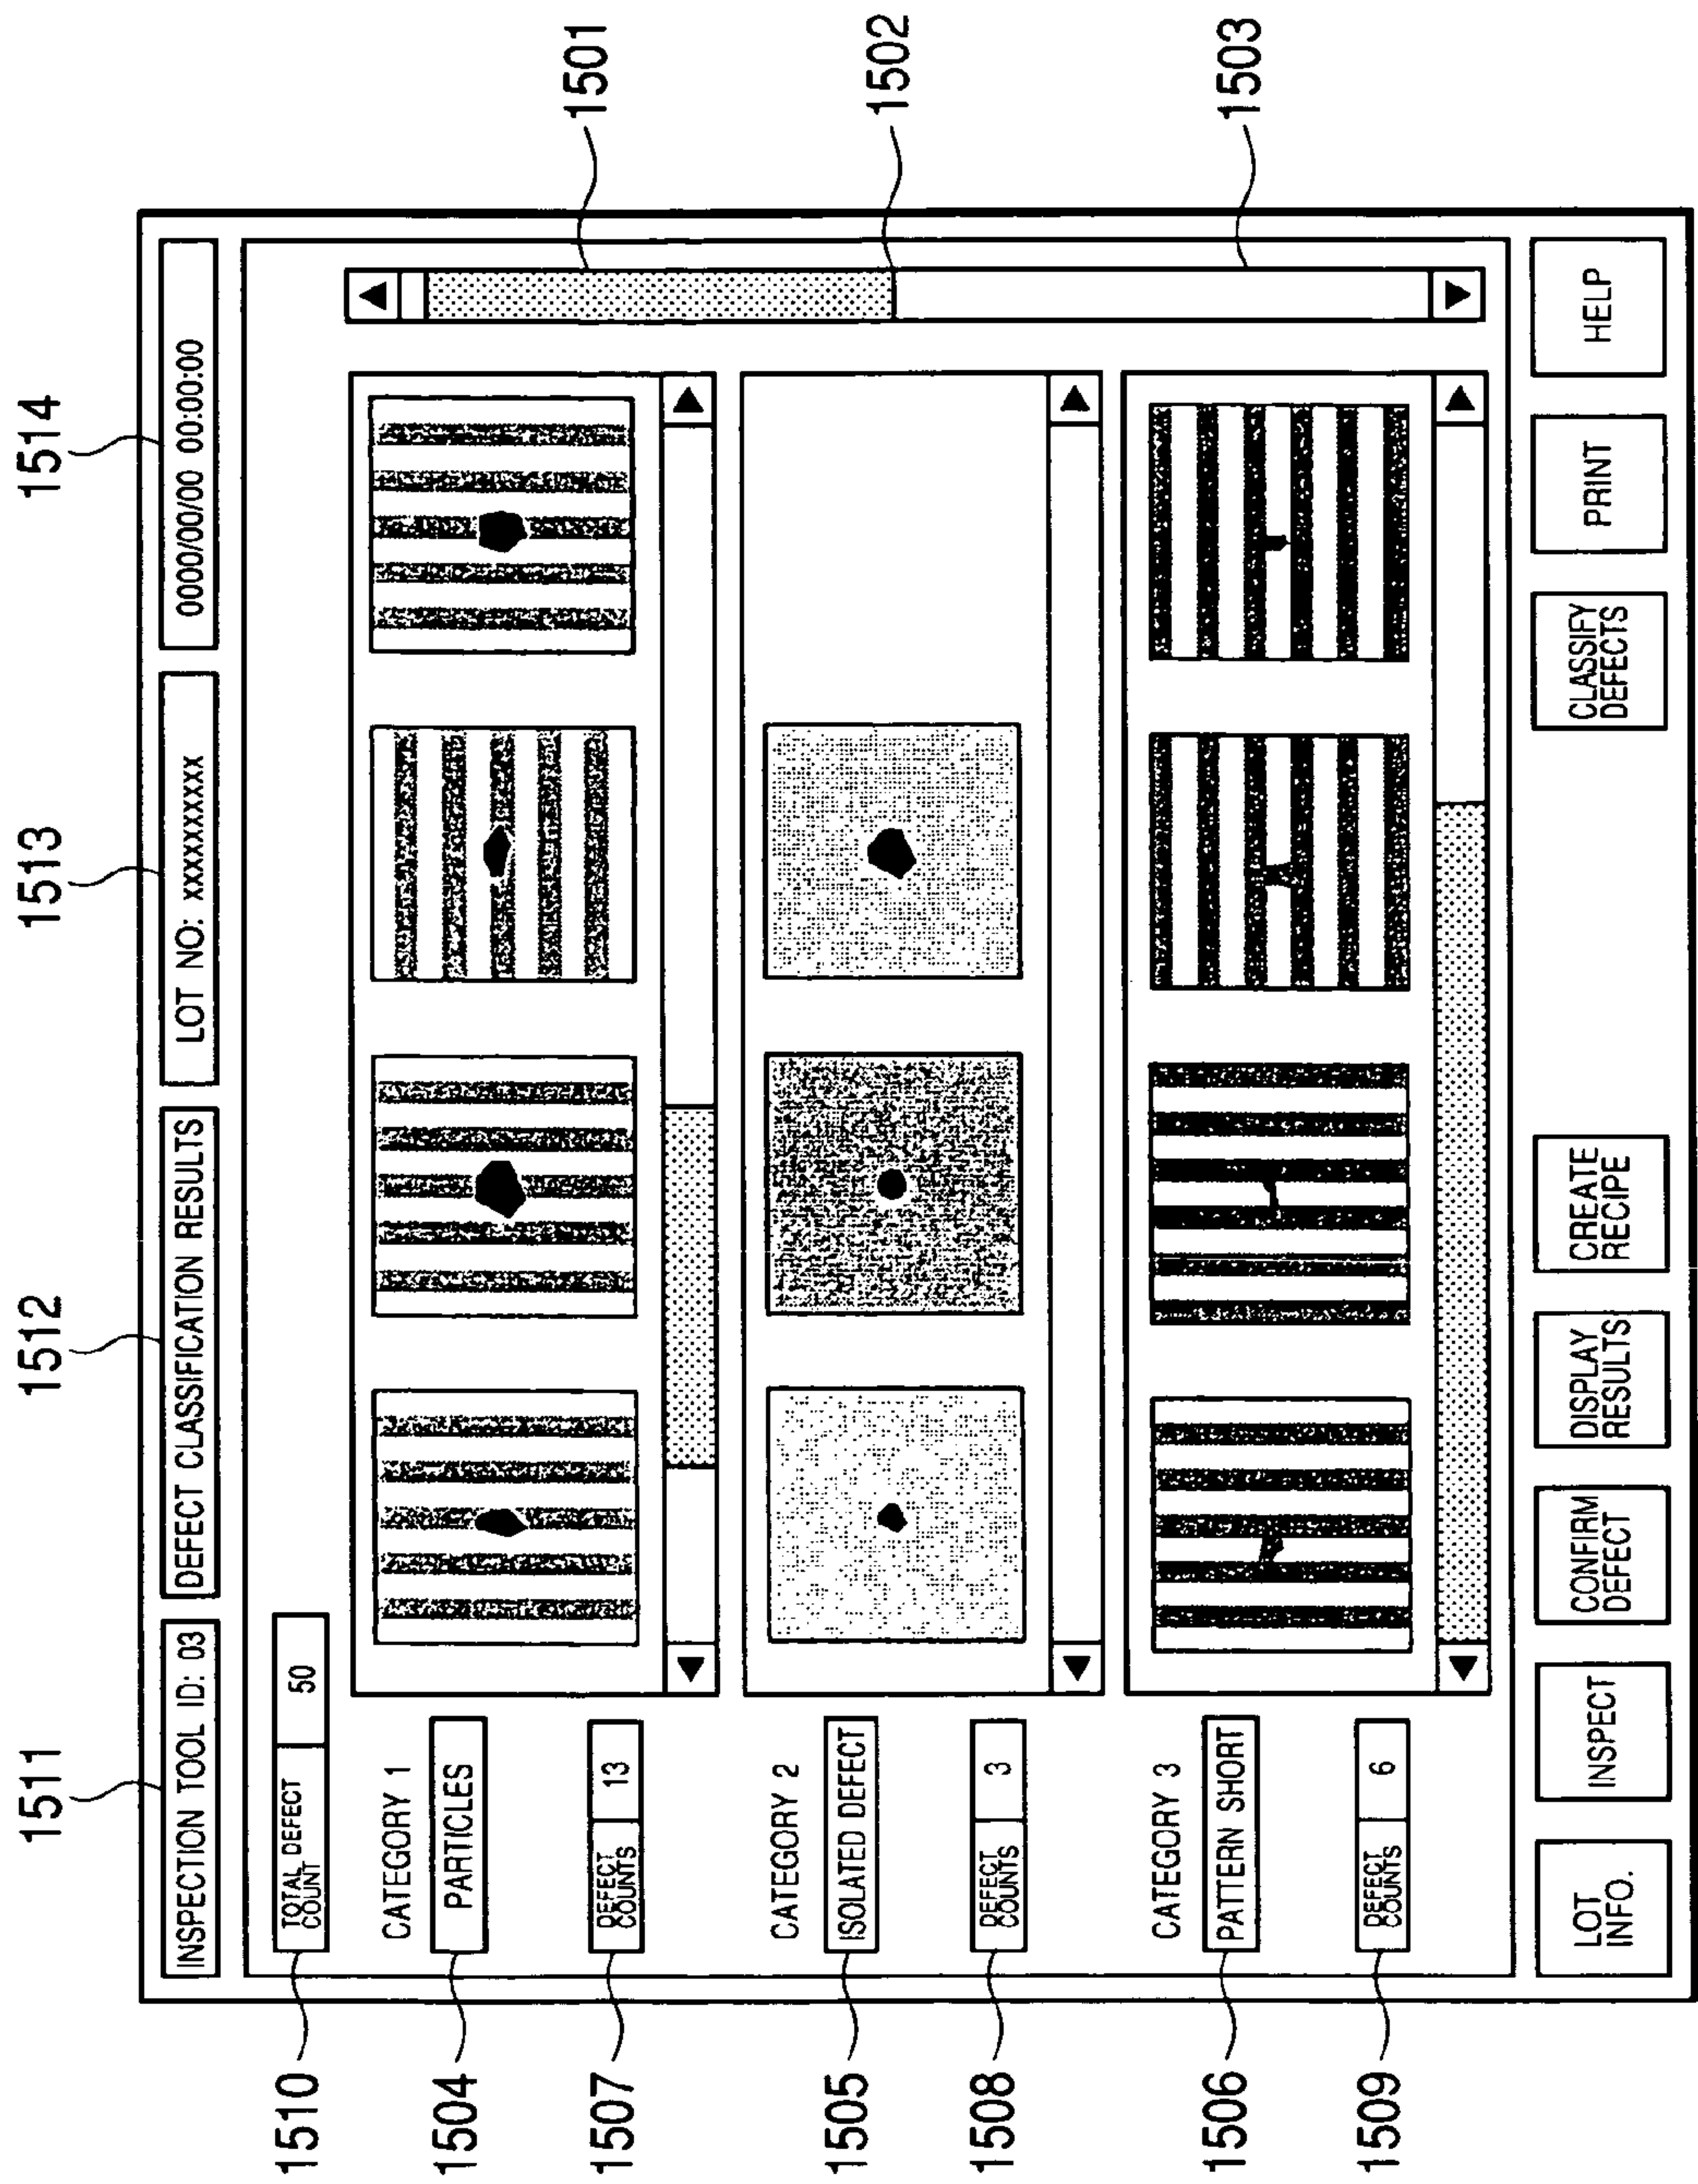 1511
1512
1513
1514
INSPECTION TOOL ID: 03
DEFECT CLASSIFICATION RESULTS
LOT NO: xxxxxxxxxx
0000/00/00 00:00:00
1510
TOTAL DEFECT
COUNT
50
CATEGORY 1
1504
PARTICLES
1501
1507
DEFECT
COUNTS
13
CATEGORY 2
1505
ISOLATED DEFECT
1502
1508
DEFECT
COUNTS
3
CATEGORY 3
1506
PATTERN SHORT
1503
1509
DEFECT
COUNTS
6
LOT
INFO.
INSPECT
CONFIRM
DEFECT
DISPLAY
RESULTS
CREATE
RECIPE
CLASSIFY
DEFECTS
PRINT
HELP